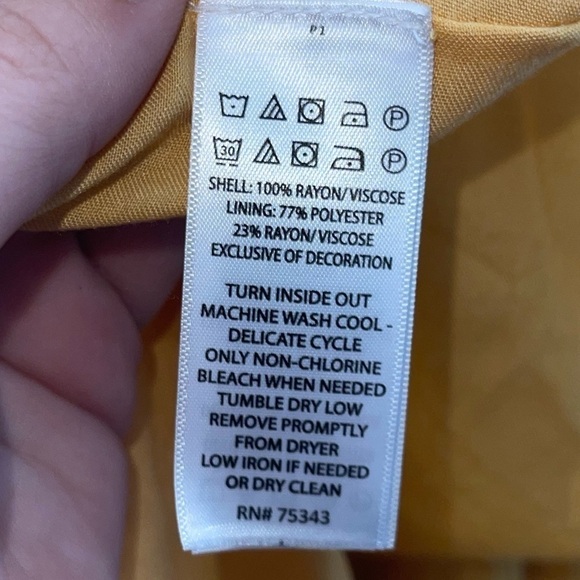 P1
P
30 P
SHELL: 100% RAYON/VISCOSE
LINING: 77% POLYESTER
23% RAYON/VISCOSE
EXCLUSIVE OF DECORATION
TURN INSIDE OUT
MACHINE WASH COOL -
DELICATE CYCLE
ONLY NON-CHLORINE
BLEACH WHEN NEEDED
TUMBLE DRY LOW
REMOVE PROMPTLY
FROM DRYER
LOW IRON IF NEEDED
OR DRY CLEAN
RN# 75343